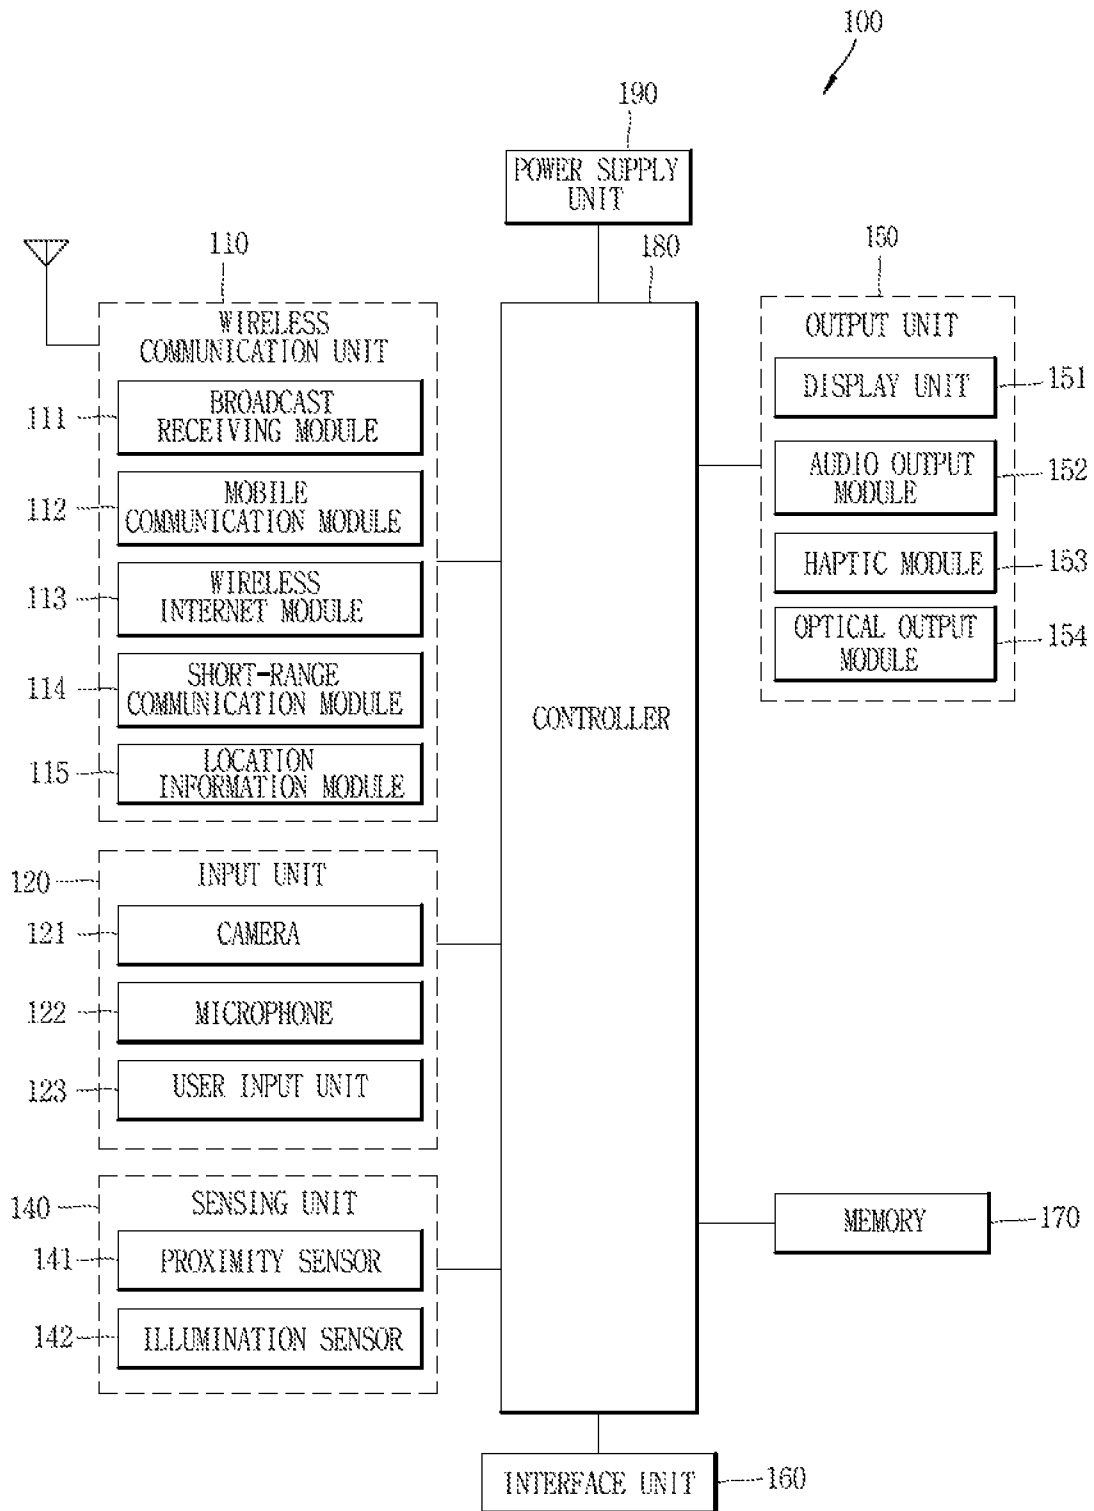 100
190
POWER SUPPLY
UNIT
110
180
150
WIRELESS
COMMUNICATION UNIT
111
BROADCAST
RECEIVING MODULE
112
MOBILE
COMMUNICATION MODULE
113
WIRELESS
INTERNET MODULE
114
SHORT-RANGE
COMMUNICATION MODULE
115
LOCATION
INFORMATION MODULE
120
INPUT UNIT
121
CAMERA
122
MICROPHONE
123
USER INPUT UNIT
140
SENSING UNIT
141
PROXIMITY SENSOR
142
ILLUMINATION SENSOR
CONTROLLER
OUTPUT UNIT
DISPLAY UNIT
151
AUDIO OUTPUT
MODULE
152
HAPTIC MODULE
153
OPTICAL OUTPUT
MODULE
154
MEMORY
170
INTERFACE UNIT
160